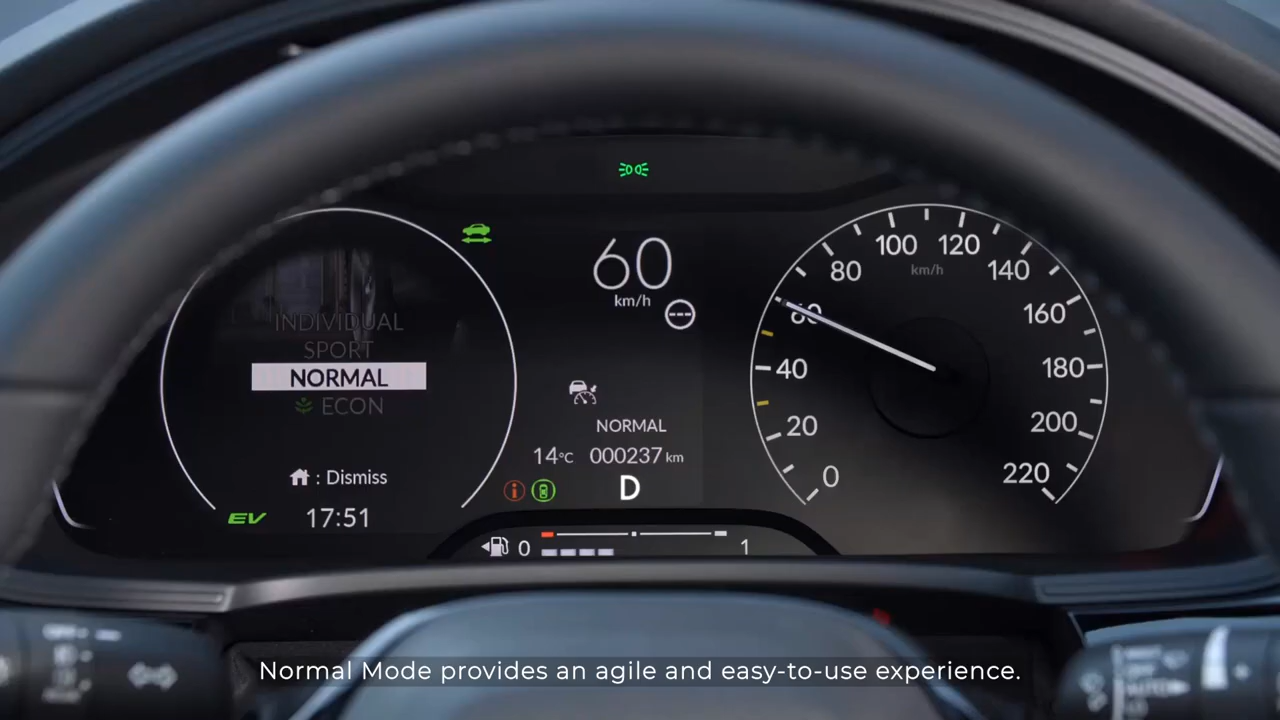 INDIVIDUAL
SPORT
NORMAL
ECON
: Dismiss
EV
17:51
60
km/h
NORMAL
14°C 000237 km
D
0 1
0
20
40
60
80
100
120
140
160
180
200
220
km/h
Normal Mode provides an agile and easy-to-use experience.